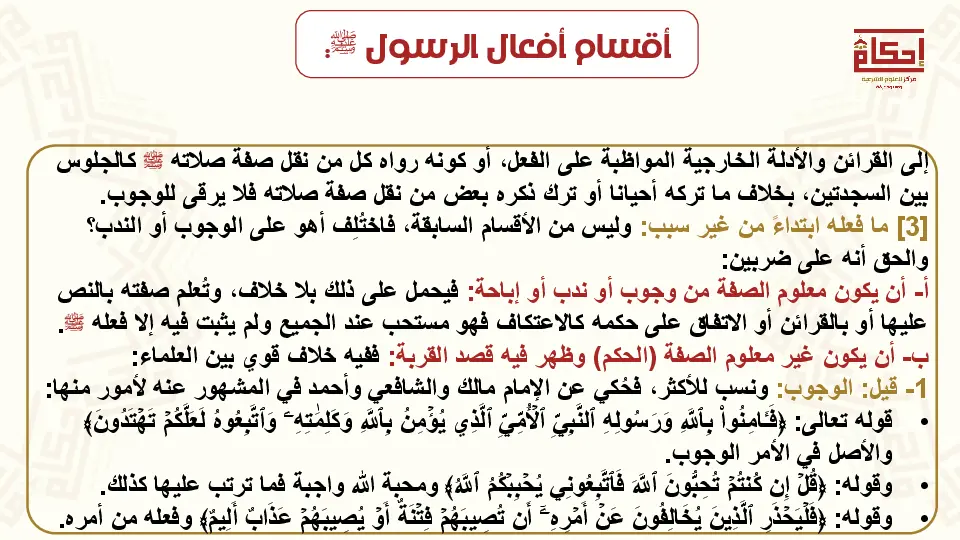 أقسام أفعال الرسول ﷺ:
إحكام
مركز للعلوم الشرعية
إلى القرائن والأدلة الخارجية المواظبة على الفعل، أو كونه رواه كل من نقل صفة صلاته ﷺ كالجلوس
بين السجدتين، بخلاف ما تركه أحيانا أو ترك ذكره بعض من نقل صفة صلاته فلا يرقى للوجوب.
[3] ما فعله ابتداءً من غير سبب: وليس من الأقسام السابقة، فاختُلِف أهو على الوجوب أو الندب؟
والحق أنه على ضربين:
أ- أن يكون معلوم الصفة من وجوب أو ندب أو إباحة: فيحمل على ذلك بلا خلاف، وتُعلم صفته بالنص
عليها أو بالقرائن أو الاتفاق على حكمه كالاعتكاف فهو مستحب عند الجميع ولم يثبت فيه إلا فعله ﷺ.
ب- أن يكون غير معلوم الصفة (الحكم) وظهر فيه قصد القربة: ففيه خلاف قوي بين العلماء:
1- قيل: الوجوب: ونسب للأكثر، فحُكي عن الإمام مالك والشافعي وأحمد في المشهور عنه لأمور منها:
• قوله تعالى: ﴿فَـَٔامِنُواْ بِٱللَّهِ وَرَسُولِهِ ٱلنَّبِيِّ ٱلۡأُمِّيِّ ٱلَّذِي يُؤۡمِنُ بِٱللَّهِ وَكَلِمَٰتِهِۦ وَٱتَّبِعُوهُ لَعَلَّكُمۡ تَهۡتَدُونَ﴾
والأصل في الأمر الوجوب.
• وقوله: ﴿قُلۡ إِن كُنتُمۡ تُحِبُّونَ ٱللَّهَ فَٱتَّبِعُونِي يُحۡبِبۡكُمُ ٱللَّهُ﴾ ومحبة الله واجبة فما ترتب عليها كذلك.
• وقوله: ﴿فَلۡيَحۡذَرِ ٱلَّذِينَ يُخَالِفُونَ عَنۡ أَمۡرِهِۦٓ أَن تُصِيبَهُمۡ فِتۡنَةٌ أَوۡ يُصِيبَهُمۡ عَذَابٌ أَلِيمٌ﴾ وفعله من أمره.